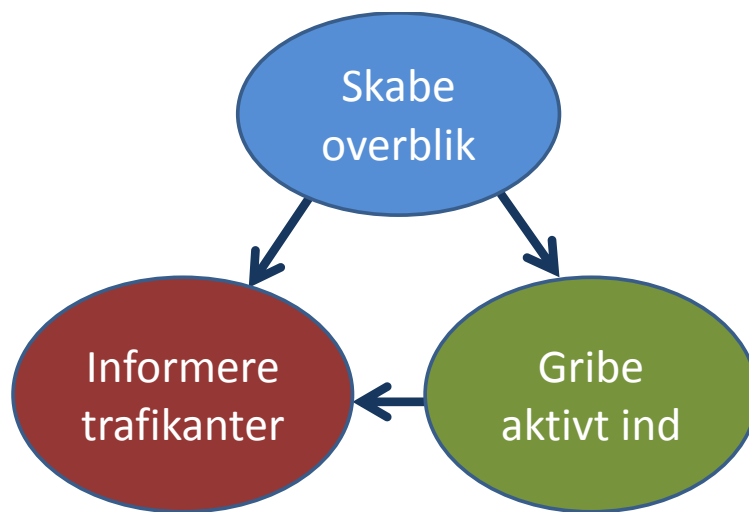 Skabe
overblik
Informere
trafikanter
Gribe
aktivt ind